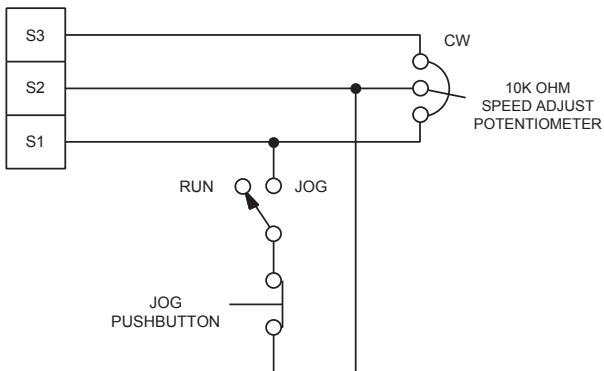 S3
CW
S2
10K OHM
SPEED ADJUST
POTENTIOMETER
S1
RUN
JOG
JOG
PUSHBUTTON